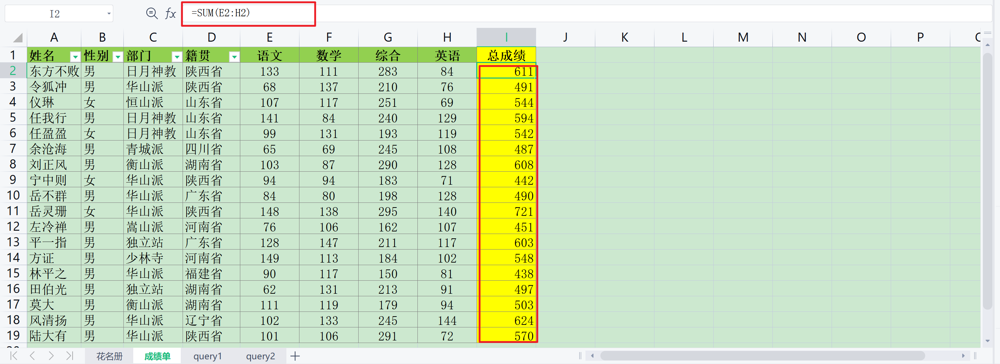 I2 fx =SUM(E2:H2)
A B C D E F G H I J K L M N O P
1 姓名 性别 部门 籍贯 语文 数学 综合 英语 总成绩
2 东方不败 男 日月神教 陕西省 133 111 283 84 611
3 令狐冲 男 华山派 陕西省 68 137 210 76 491
4 仪琳 女 恒山派 山东省 107 117 251 69 544
5 任我行 男 日月神教 山东省 141 84 240 129 594
6 任盈盈 女 日月神教 山东省 99 131 193 119 542
7 余沧海 男 青城派 四川省 65 69 245 108 487
8 刘正风 男 衡山派 湖南省 103 87 290 128 608
9 宁中则 女 华山派 陕西省 94 94 183 71 442
10 岳不群 男 华山派 广东省 84 80 198 128 490
11 岳灵珊 女 华山派 陕西省 148 138 295 140 721
12 左冷禅 男 嵩山派 河南省 76 106 162 107 451
13 平一指 男 独立站 广东省 128 147 211 117 603
14 方证 男 少林寺 河南省 149 113 184 102 548
15 林平之 男 华山派 福建省 90 117 150 81 438
16 田伯光 男 独立站 湖南省 62 131 213 91 497
17 莫大 男 衡山派 湖南省 111 119 179 94 503
18 风清扬 男 华山派 辽宁省 102 133 245 144 624
19 陆大有 男 华山派 陕西省 101 106 291 72 570
花名册 成绩单 query1 query2